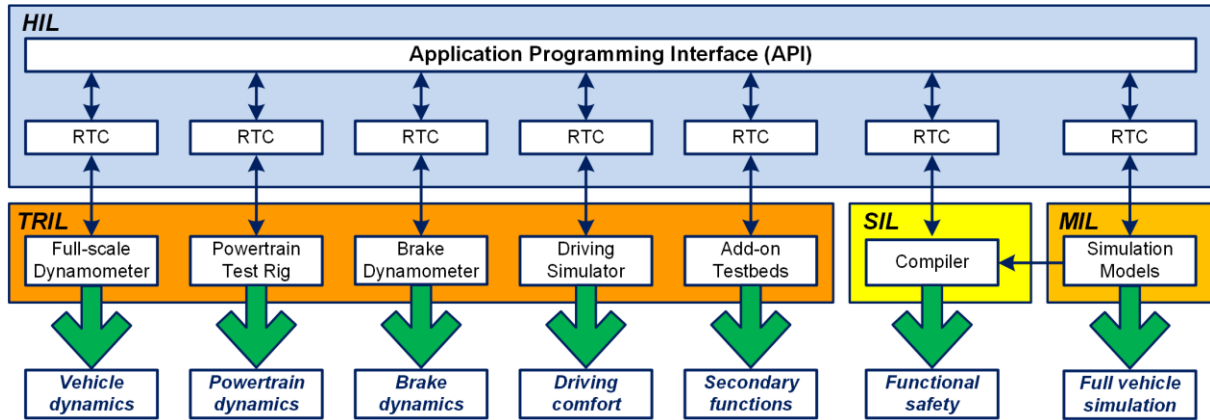 HIL
Application Programming Interface (API)
RTC RTC RTC RTC RTC RTC RTC
TRIL SIL MIL
Full-scale
Dynamometer
Powertrain
Test Rig
Brake
Dynamometer
Driving
Simulator
Add-on
Testbeds
Compiler
Simulation
Models
Vehicle
dynamics
Powertrain
dynamics
Brake
dynamics
Driving
comfort
Secondary
functions
Functional
safety
Full vehicle
simulation